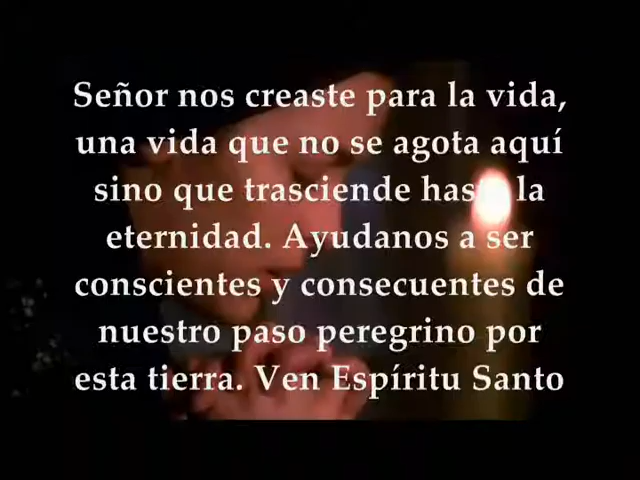 Señor nos creaste para la vida,
una vida que no se agota aquí
sino que trasciende hasta la
eternidad. Ayudanos a ser
conscientes y consecuentes de
nuestro paso peregrino por
esta tierra. Ven Espíritu Santo